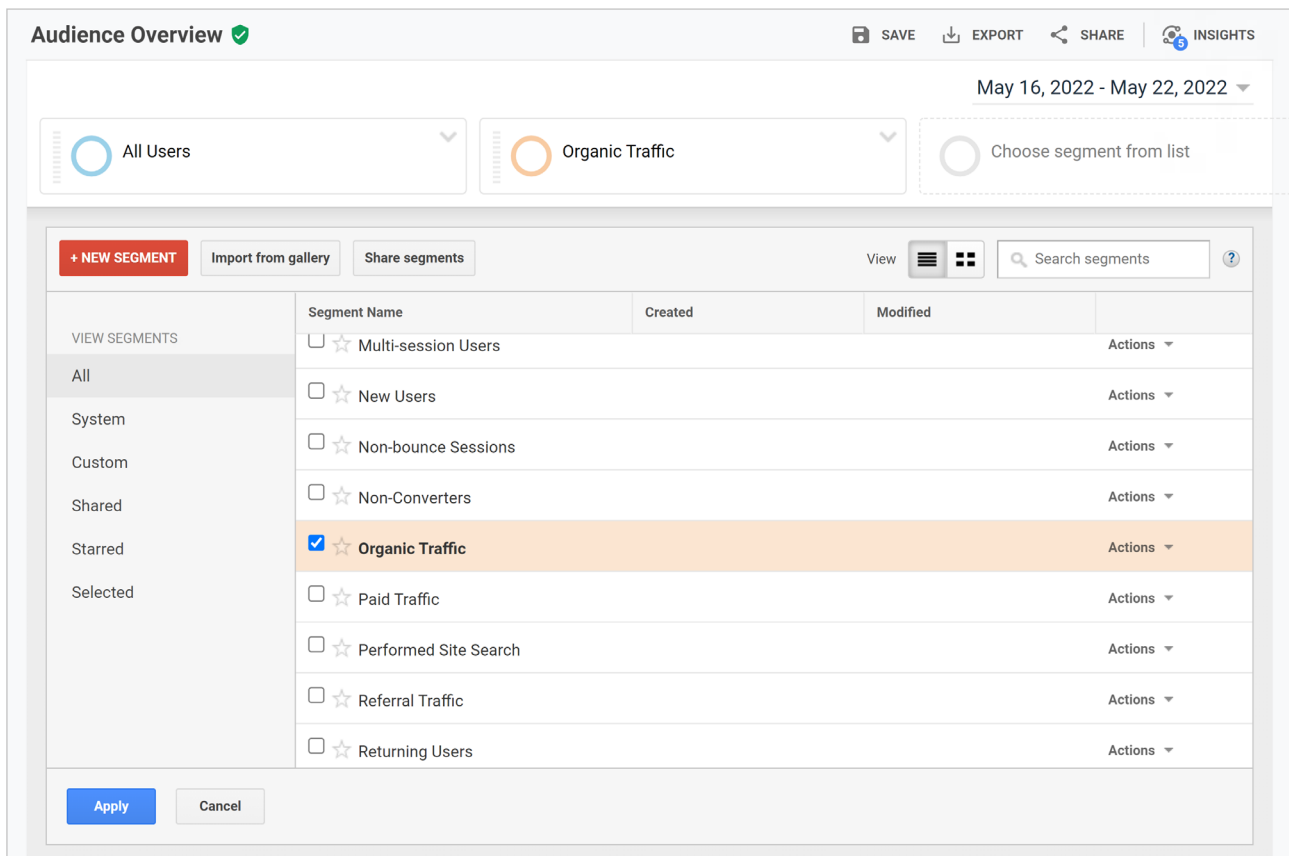 Audience Overview
SAVE
EXPORT
SHARE
5
INSIGHTS
May 16, 2022 - May 22, 2022
All Users
Organic Traffic
Choose segment from list
+ NEW SEGMENT
Import from gallery
Share segments
View
Search segments
?
VIEW SEGMENTS
All
System
Custom
Shared
Starred
Selected
Segment Name Created Modified
Multi-session Users Actions
New Users Actions
Non-bounce Sessions Actions
Non-Converters Actions
Organic Traffic Actions
Paid Traffic Actions
Performed Site Search Actions
Referral Traffic Actions
Returning Users Actions
Apply
Cancel